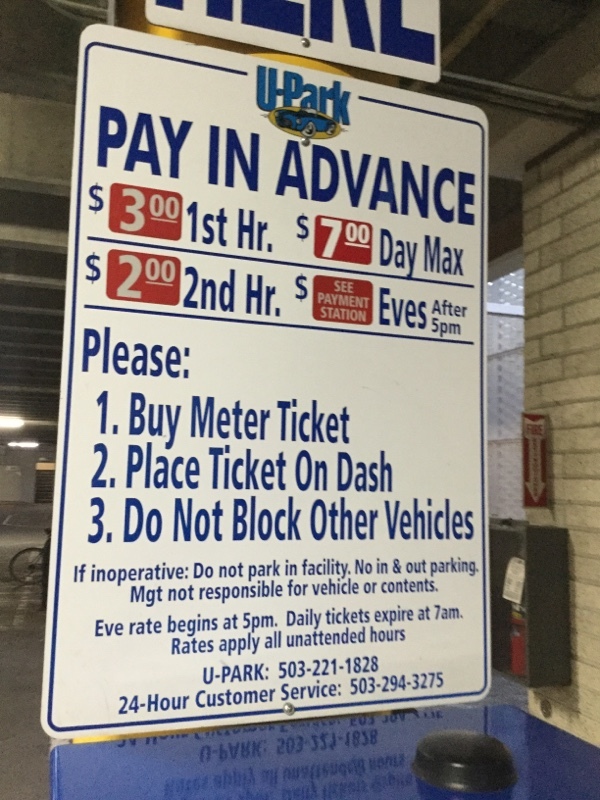 HERE
U-Park
PAY IN ADVANCE
$ 3.00 1st Hr. $ 7.00 Day Max
$ 2.00 2nd Hr. $ SEE PAYMENT STATION Eves After 5pm
Please:
1. Buy Meter Ticket
2. Place Ticket On Dash
3. Do Not Block Other Vehicles
If inoperative: Do not park in facility. No in & out parking.
Mgt not responsible for vehicle or contents.
Eve rate begins at 5pm. Daily tickets expire at 7am.
Rates apply all unattended hours
U-PARK: 503-221-1828
24-Hour Customer Service: 503-294-3275
FIRE